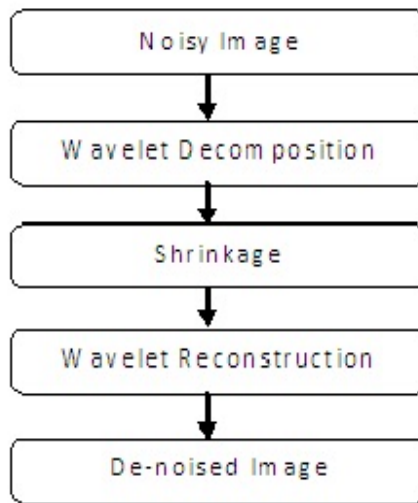 Noisy Image
Wavelet Decomposition
Shrinkage
Wavelet Reconstruction
De-noised Image